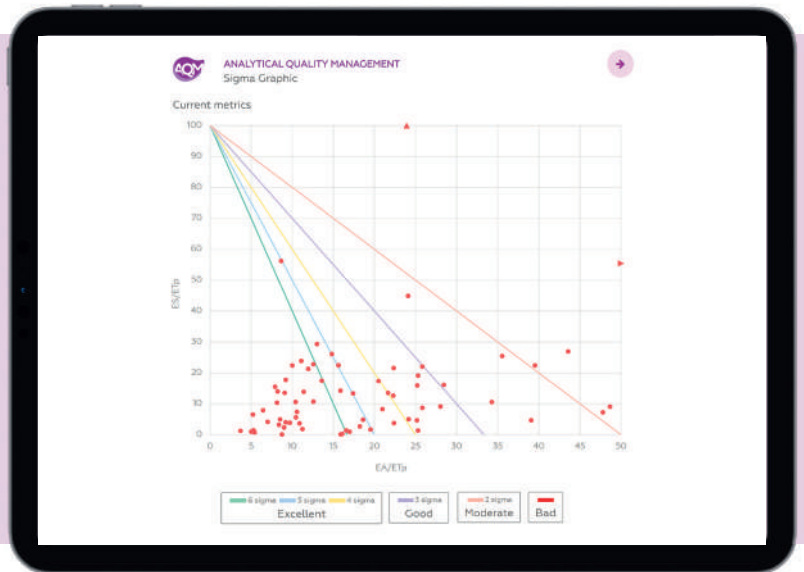 AQM
ANALYTICAL QUALITY MANAGEMENT
Sigma Graphic
Current metrics
100
90
80
70
60
50
40
30
20
10
0
ES/ETp
0 5 10 15 20 25 30 35 40 45 50
EA/ETp
6 sigma 5 sigma 4 sigma
Excellent
3 sigma
Good
2 sigma
Moderate
Bad